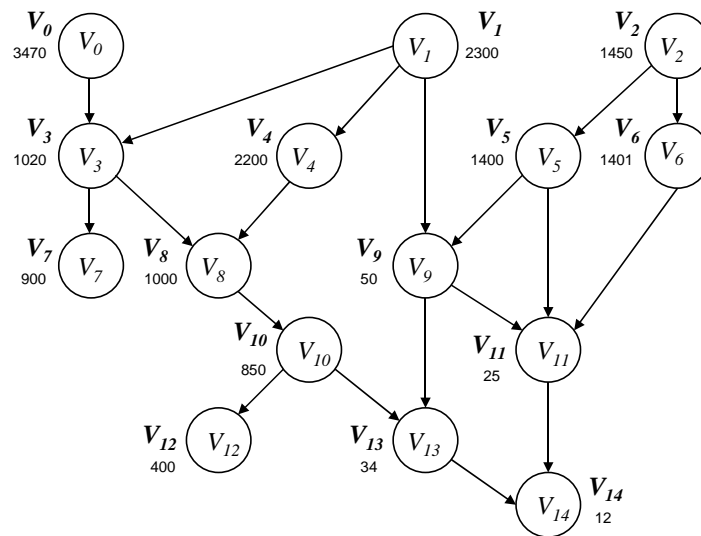 V0 V0 3470
V1 V1 2300
V2 V2 1450
V3 V3 1020
V4 V4 2200
V5 V5 1400
V6 V6 1401
V7 V7 900
V8 V8 1000
V9 V9 50
V10 V10 850
V11 V11 25
V12 V12 400
V13 V13 34
V14 V14 12